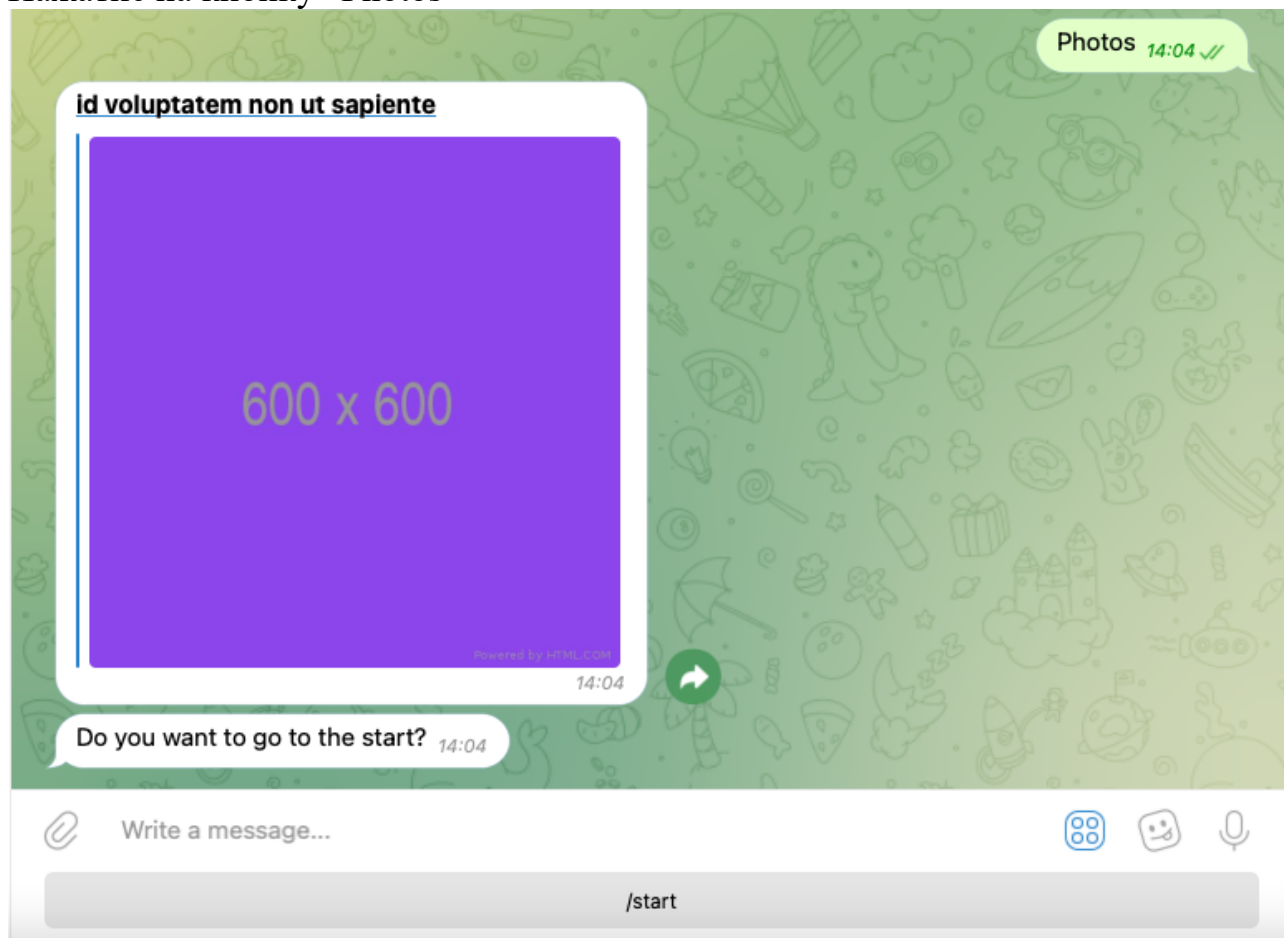 Photos 14:04
id voluptatem non ut sapiente
600 x 600
Powered by HTML.COM
14:04
Do you want to go to the start? 14:04
Write a message...
/start